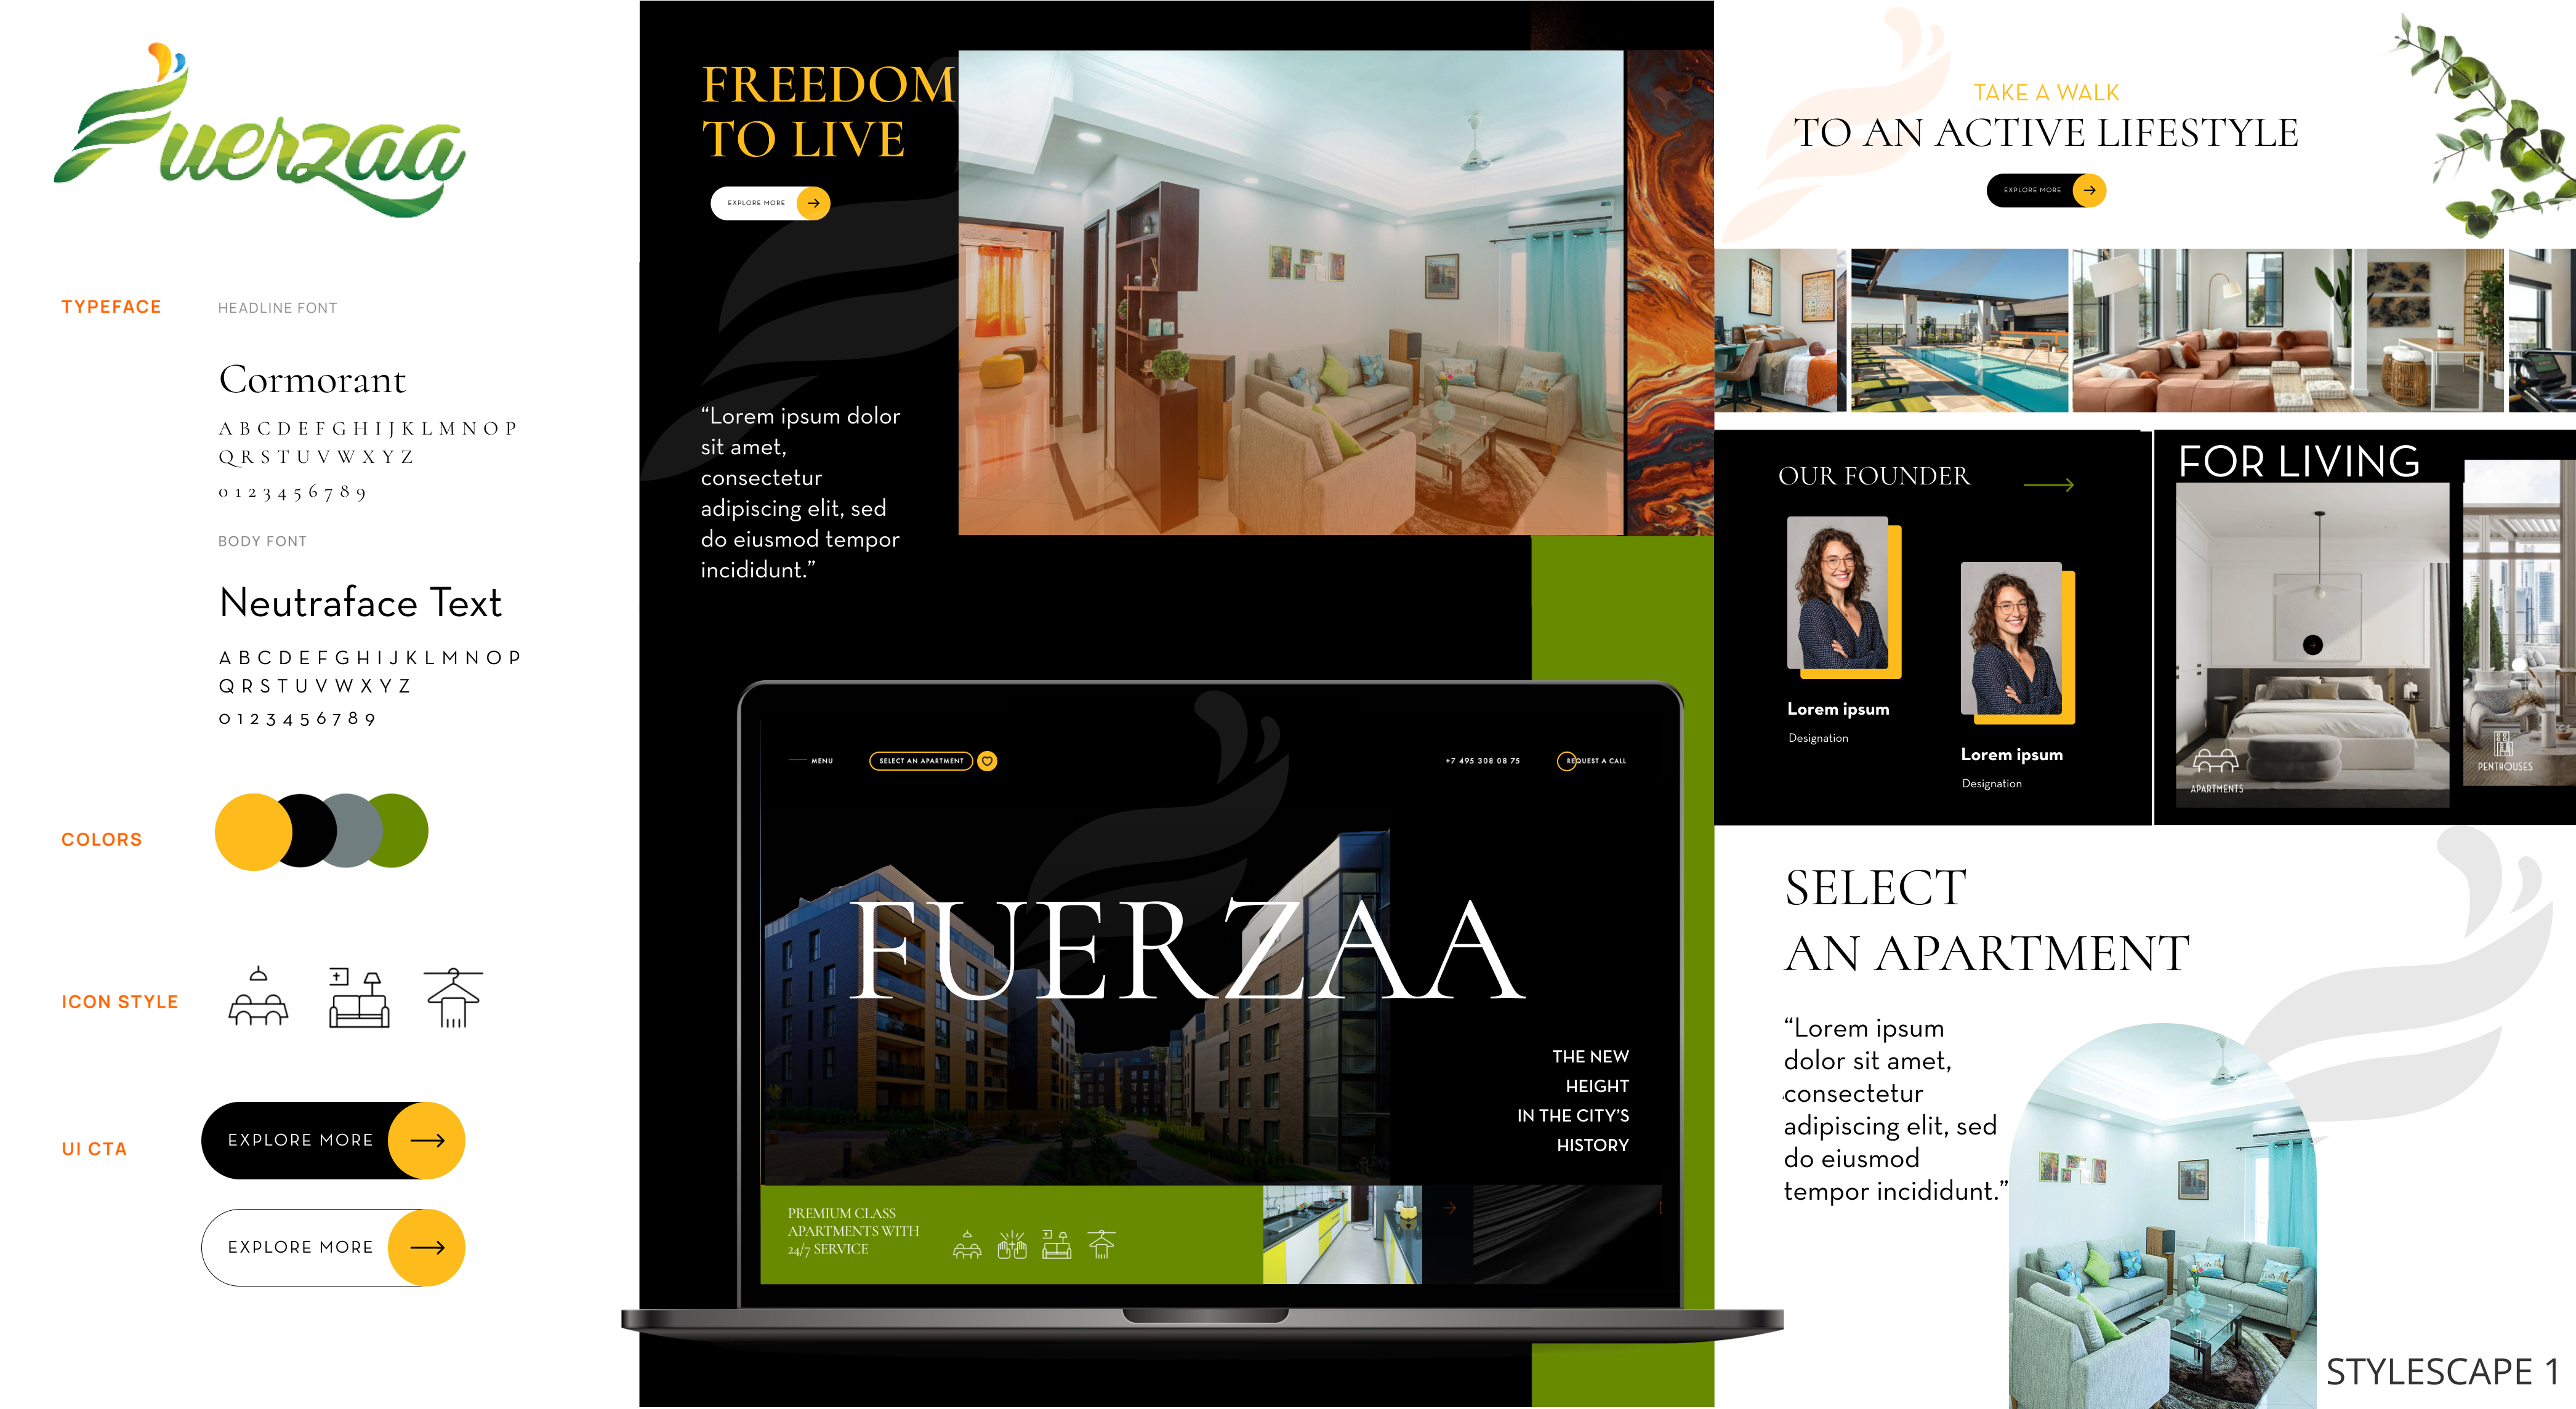 Fuerzaa
TYPEFACE
HEADLINE FONT
Cormorant
A B C D E F G H I J K L M N O P
Q R S T U V W X Y Z
0 1 2 3 4 5 6 7 8 9
BODY FONT
Neutraface Text
A B C D E F G H I J K L M N O P
Q R S T U V W X Y Z
0 1 2 3 4 5 6 7 8 9
COLORS
ICON STYLE
UI CTA
EXPLORE MORE
EXPLORE MORE
FREEDOM
TO LIVE
EXPLORE MORE
“Lorem ipsum dolor
sit amet,
consectetur
adipiscing elit, sed
do eiusmod tempor
incididunt.”
MENU
SELECT AN APARTMENT
+7 495 308 08 75
REQUEST A CALL
FUERZAA
THE NEW
HEIGHT
IN THE CITY’S
HISTORY
PREMIUM CLASS
APARTMENTS WITH
24/7 SERVICE
TAKE A WALK
TO AN ACTIVE LIFESTYLE
EXPLORE MORE
OUR FOUNDER
Lorem ipsum
Designation
Lorem ipsum
Designation
FOR LIVING
APARTMENTS
PENTHOUSES
SELECT
AN APARTMENT
“Lorem ipsum
dolor sit amet,
consectetur
adipiscing elit, sed
do eiusmod
tempor incididunt.”
STYLESCAPE 1